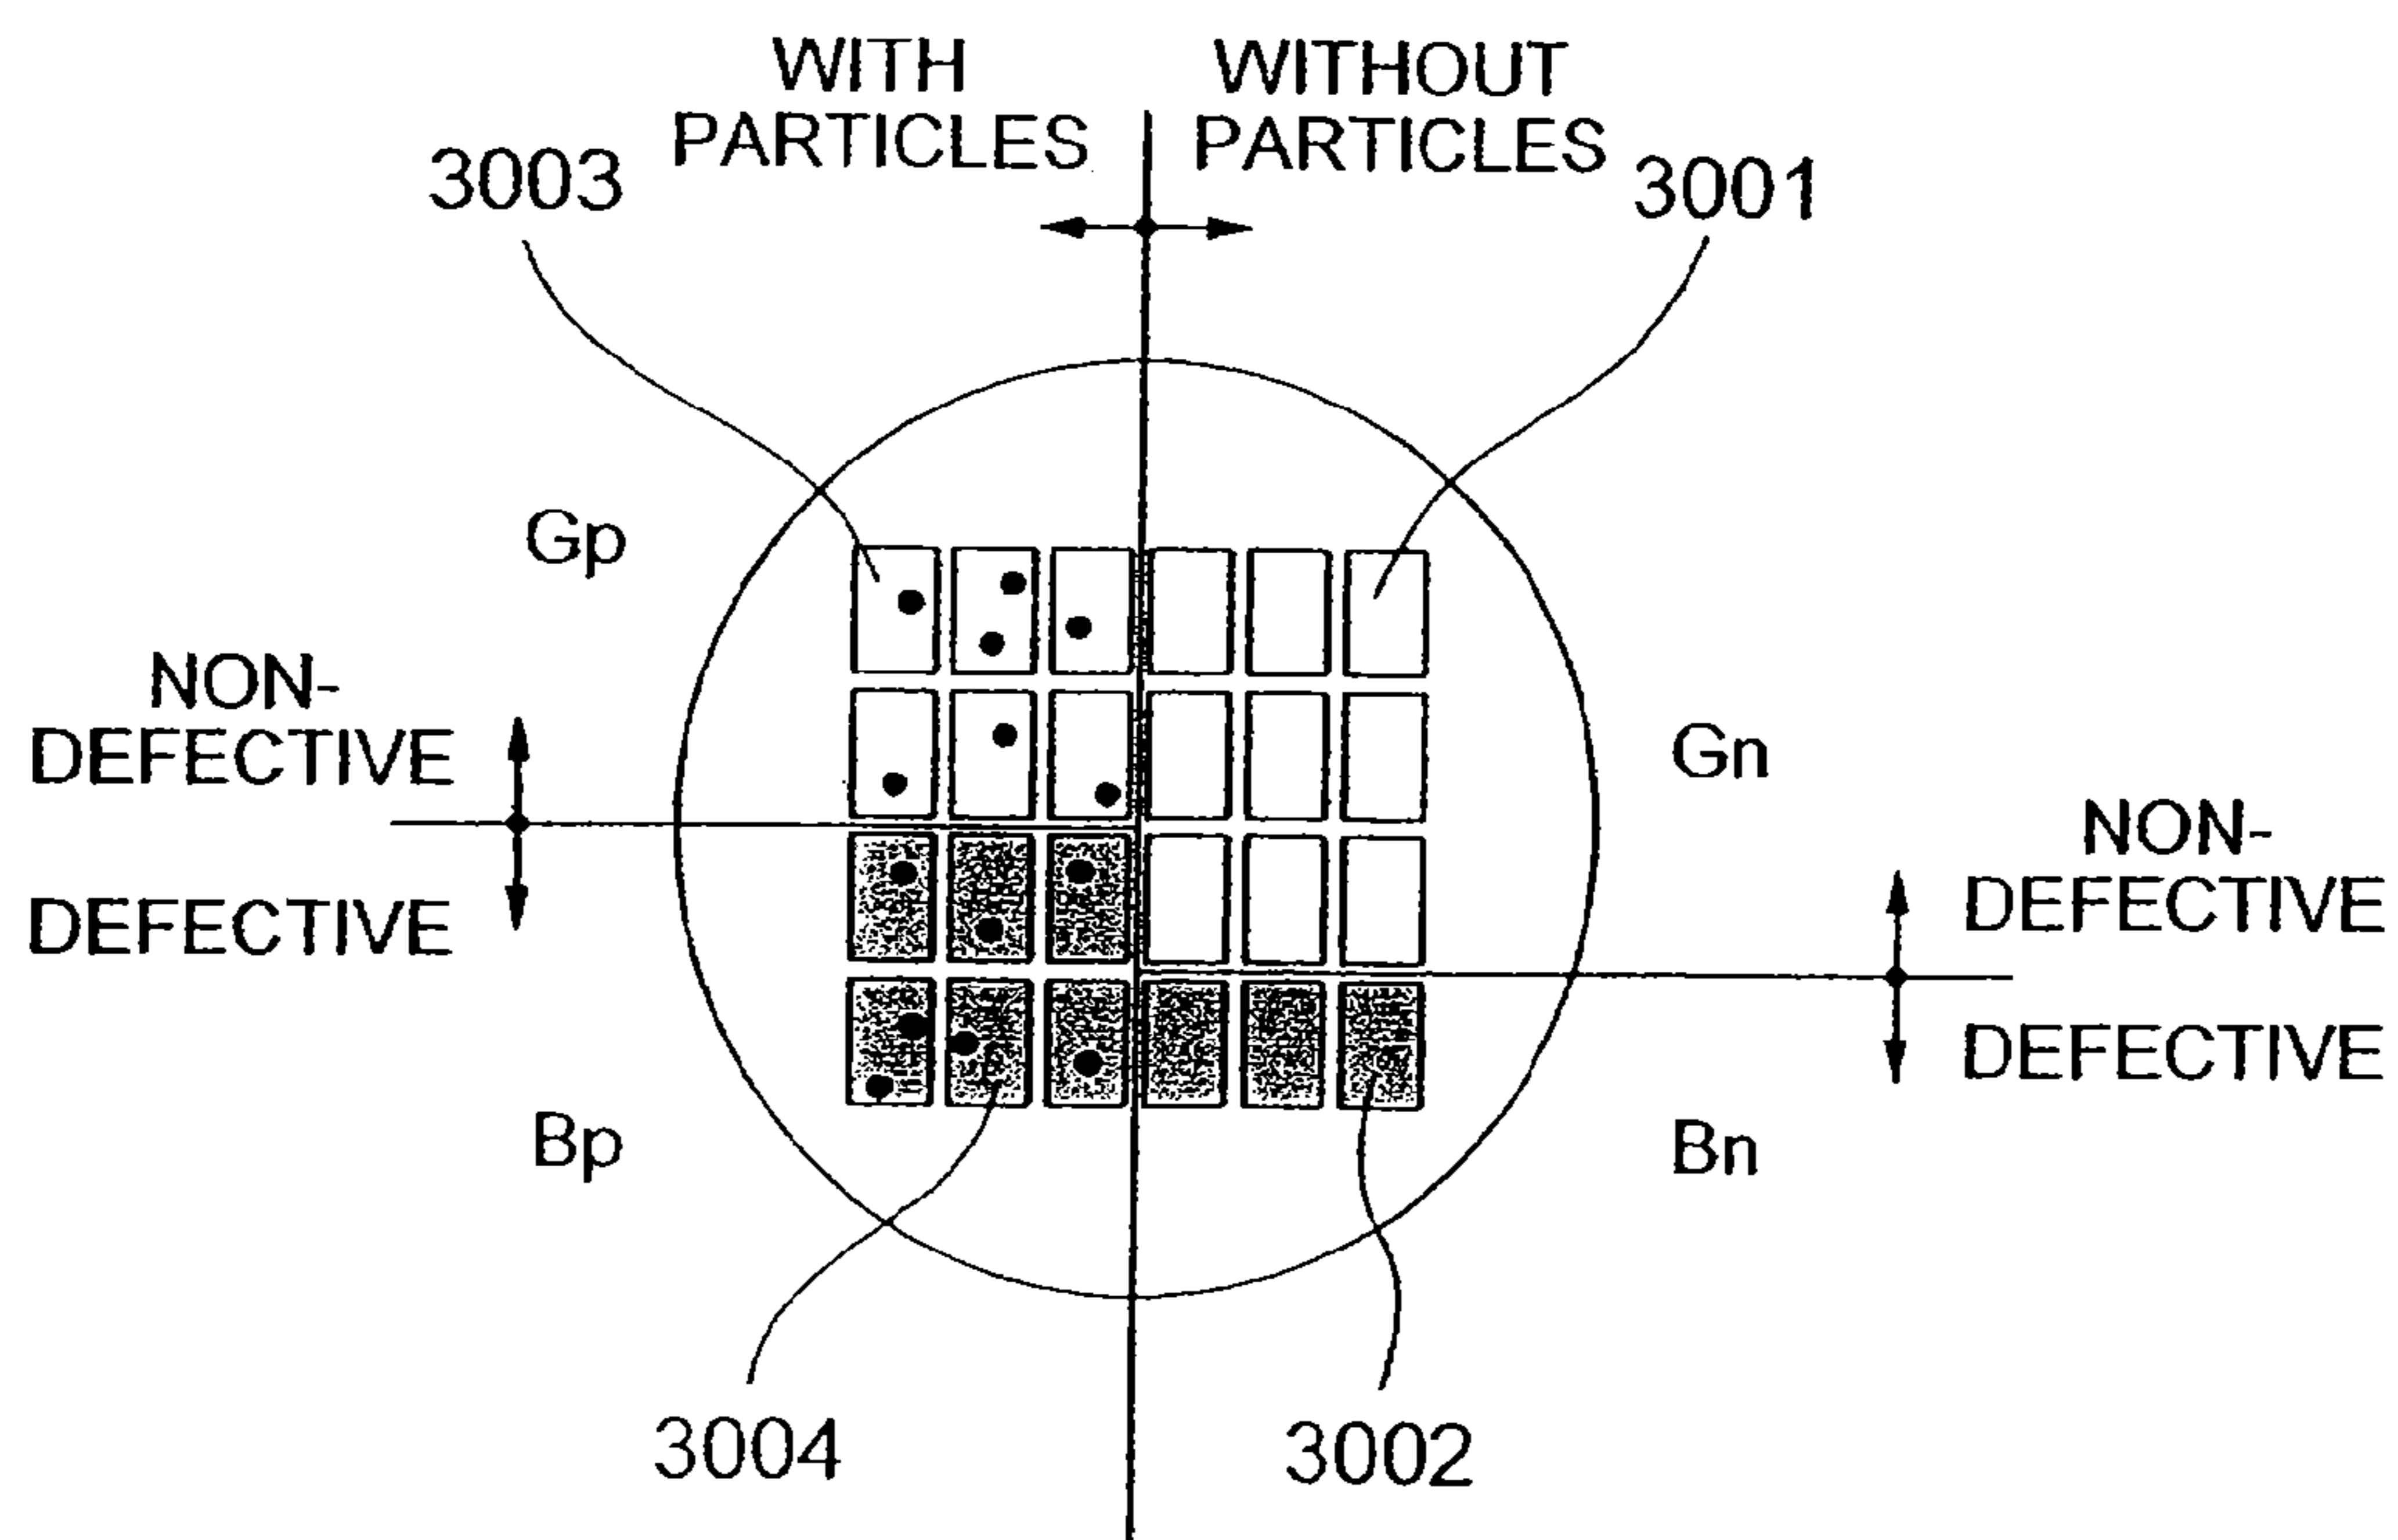 WITH
PARTICLES
WITHOUT
PARTICLES
3003
3001
Gp
NON-
DEFECTIVE
Gn
NON-
DEFECTIVE
DEFECTIVE
DEFECTIVE
Bp
Bn
3004
3002